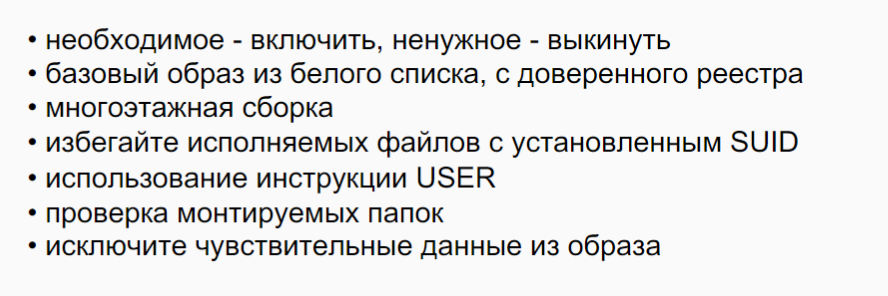 • необходимое - включить, ненужное - выкинуть
• базовый образ из белого списка, с доверенного реестра
• многоэтажная сборка
• избегайте исполняемых файлов с установленным SUID
• использование инструкции USER
• проверка монтируемых папок
• исключите чувствительные данные из образа